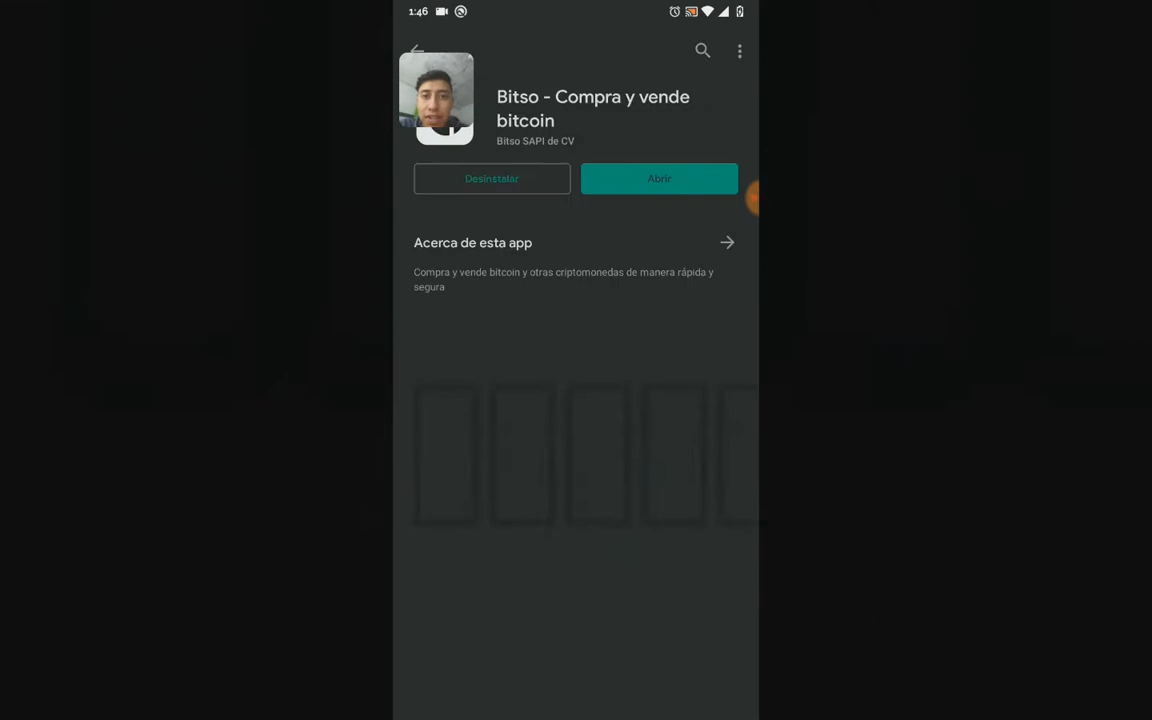 1:46
Bitso - Compra y vende
bitcoin
Bitso SAPI de CV
Desinstalar
Abrir
Acerca de esta app
Compra y vende bitcoin y otras criptomonedas de manera rápida y
segura